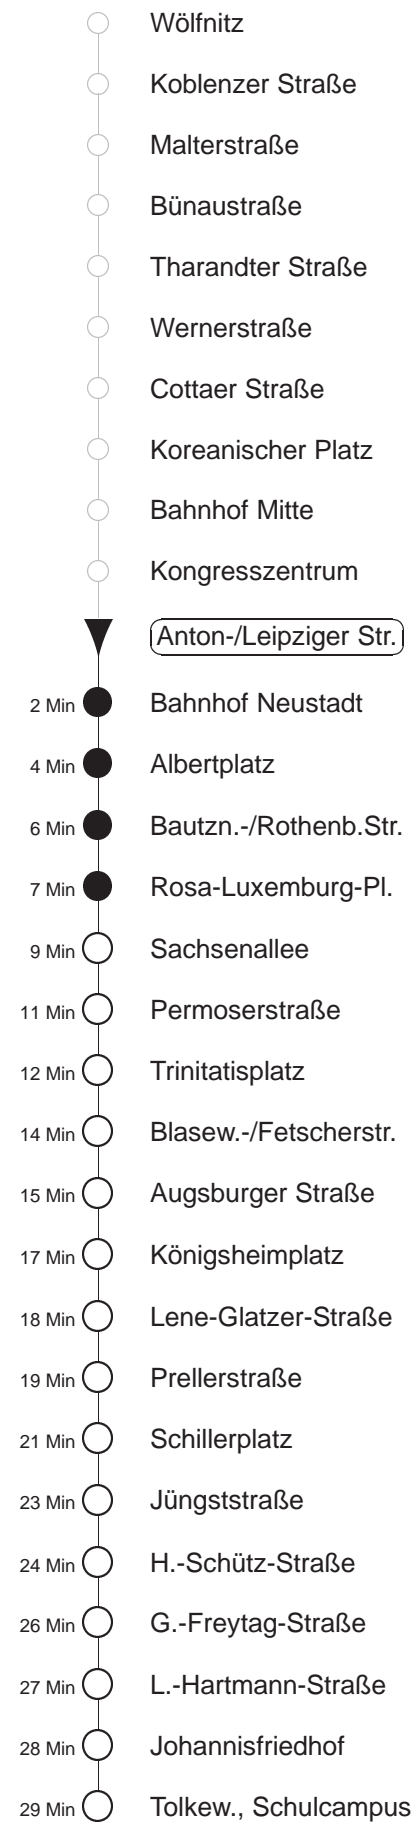 Wölfnitz
Koblenzer Straße
Malterstraße
Bünaustraße
Tharandter Straße
Wernerstraße
Cottaer Straße
Koreanischer Platz
Bahnhof Mitte
Kongresszentrum
Anton-/Leipziger Str.
2 Min Bahnhof Neustadt
4 Min Albertplatz
6 Min Bautzn.-/Rothenb.Str.
7 Min Rosa-Luxemburg-Pl.
9 Min Sachsenallee
11 Min Permoserstraße
12 Min Trinitatisplatz
14 Min Blasew.-/Fetscherstr.
15 Min Augsburger Straße
17 Min Königsheimplatz
18 Min Lene-Glatzer-Straße
19 Min Prellerstraße
21 Min Schillerplatz
23 Min Jüngststraße
24 Min H.-Schütz-Straße
26 Min G.-Freytag-Straße
27 Min L.-Hartmann-Straße
28 Min Johannisfriedhof
29 Min Tolkew., Schulcampus